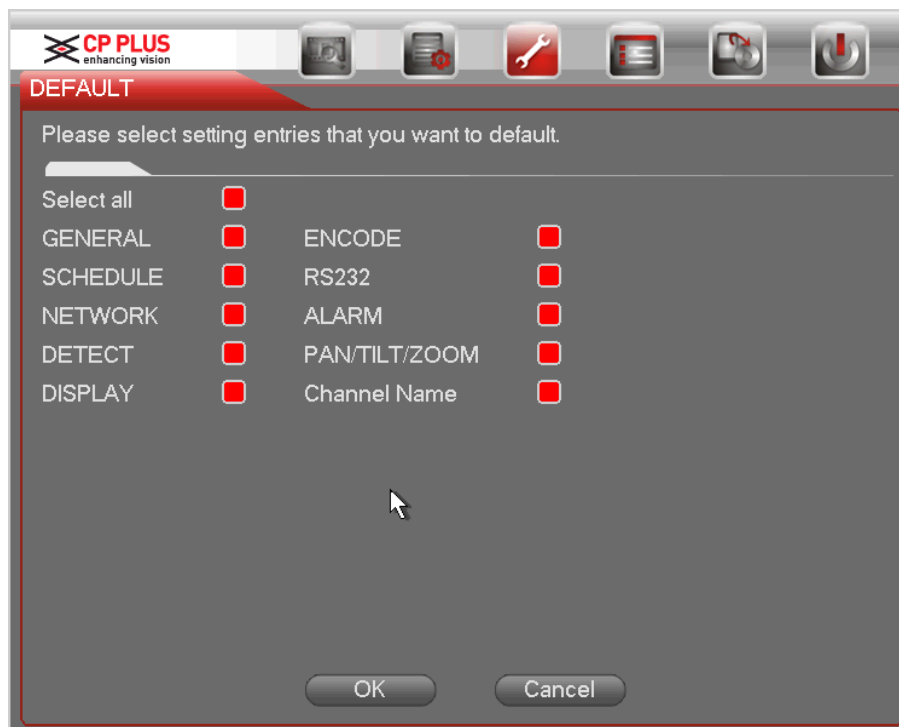 CP PLUS
enhancing vision
DEFAULT
Please select setting entries that you want to default.
Select all
GENERAL ENCODE
SCHEDULE RS232
NETWORK ALARM
DETECT PAN/TILT/ZOOM
DISPLAY Channel Name
OK Cancel